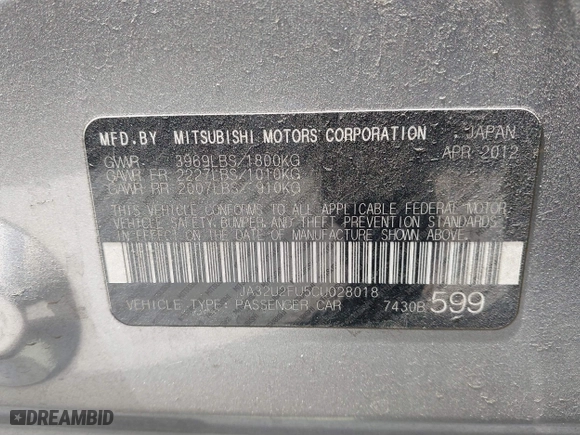 MFD.BY MITSUBISHI MOTORS CORPORATION JAPAN
GVWR. 3969LBS/1800KG APR 2012
GAWR FR 2227LBS/1010KG
GAWR RR 2007LBS/ 910KG
THIS VEHICLE CONFORMS TO ALL APPLICABLE FEDERAL MOTOR
VEHICLE SAFETY, BUMPER AND THEFT PREVENTION STANDARDS
IN EFFECT ON THE DATE OF MANUFACTURE SHOWN ABOVE.
JA32U2FU5CU028018
VEHICLE TYPE: PASSENGER CAR 7430B 599
DREAMBID